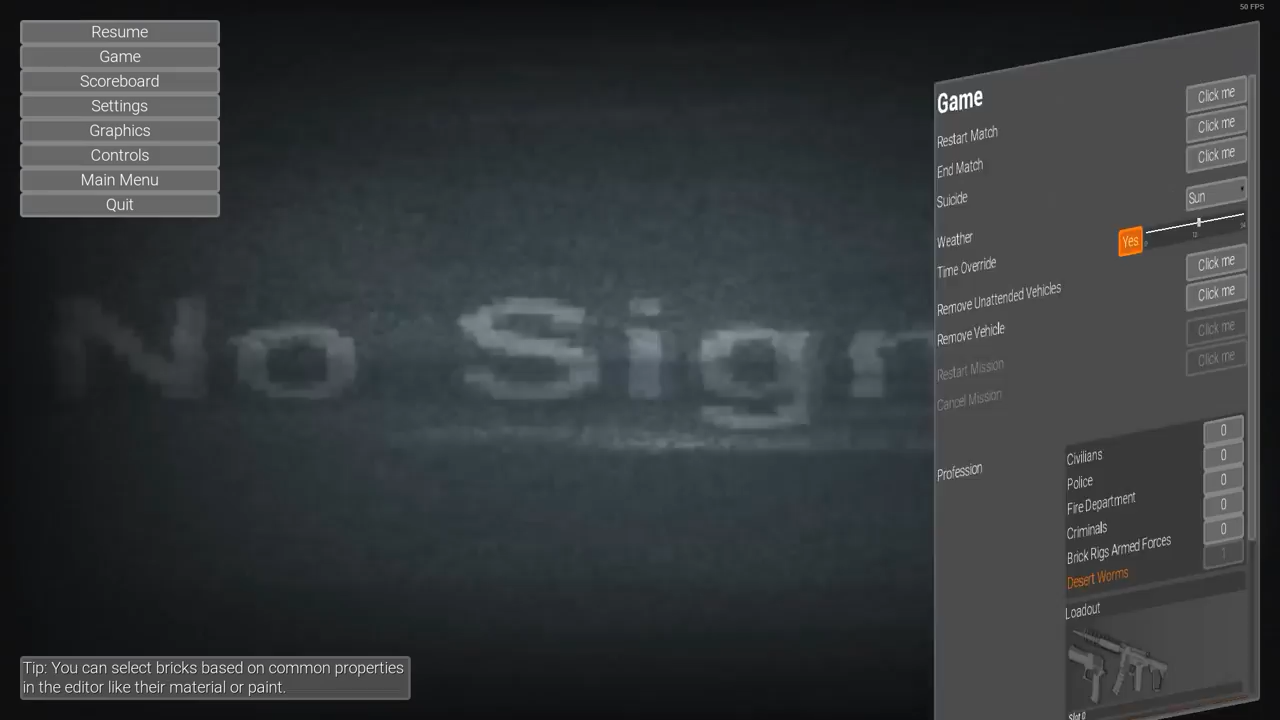 50 FPS
Resume
Game
Scoreboard
Settings
Graphics
Controls
Main Menu
Quit
No Sign
Game
Restart Match Click me
End Match Click me
Suicide Click me
Weather Sun
Time Override Yes
Remove Unattended Vehicles Click me
Remove Vehicle Click me
Restart Mission Click me
Cancel Mission Click me
Profession
Civilians 0
Police 0
Fire Department 0
Criminals 0
Brick Rigs Armed Forces 0
Desert Worms 1
Loadout
Slot 0
Tip: You can select bricks based on common properties
in the editor like their material or paint.